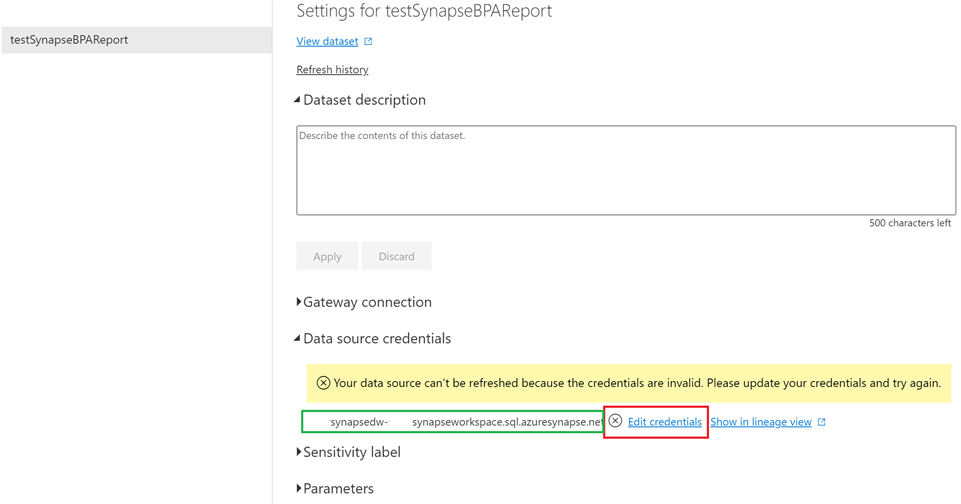 Settings for testSynapseBPAReport
testSynapseBPAReport
View dataset
Refresh history
Dataset description
Describe the contents of this dataset.
500 characters left
Apply Discard
Gateway connection
Data source credentials
Your data source can't be refreshed because the credentials are invalid. Please update your credentials and try again.
synapsedw- synapseworkspace.sql.azuresynapse.net Edit credentials Show in lineage view
Sensitivity label
Parameters